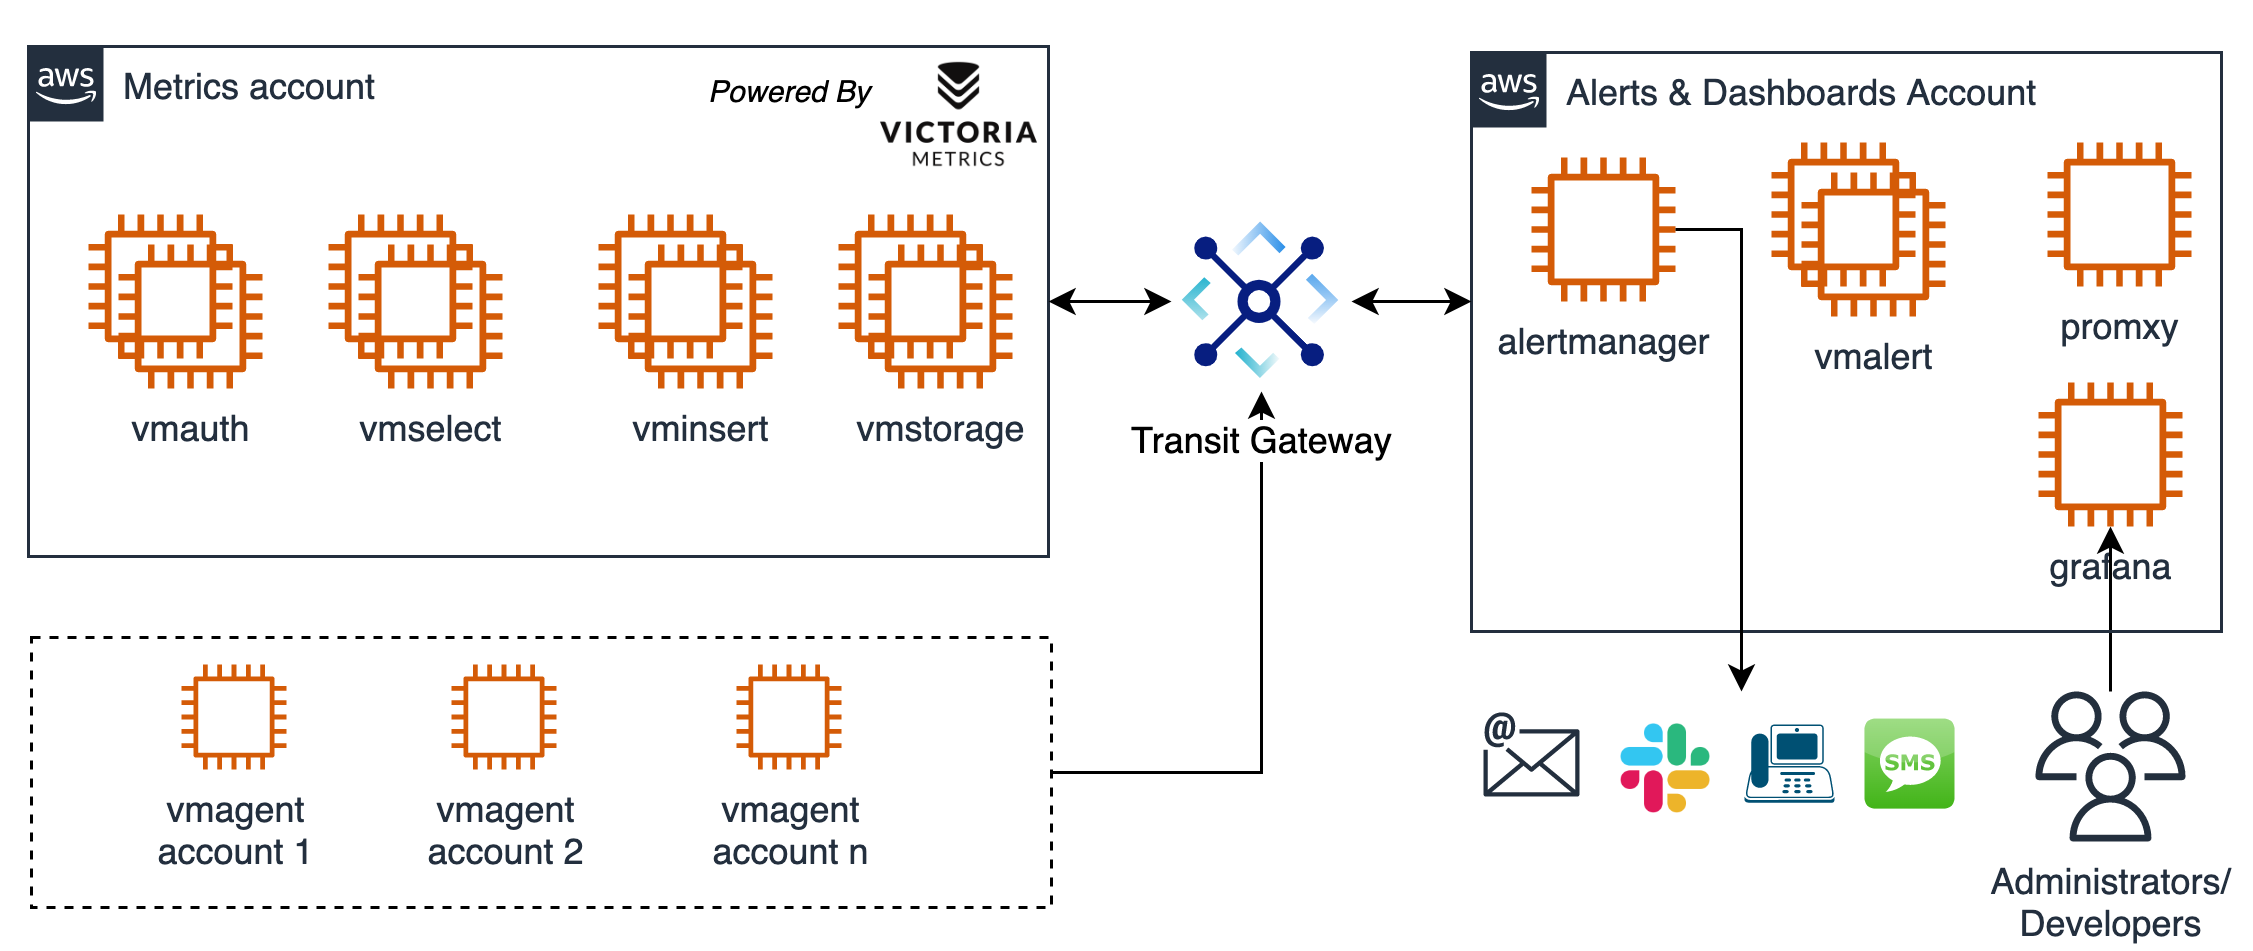 aws
Metrics account
Powered By
VICTORIA
METRICS
vmauth
vmselect
vminsert
vmstorage
Transit Gateway
aws
Alerts & Dashboards Account
alertmanager
vmalert
promxy
grafana
vmagent
account 1
vmagent
account 2
vmagent
account n
@
SMS
Administrators/
Developers